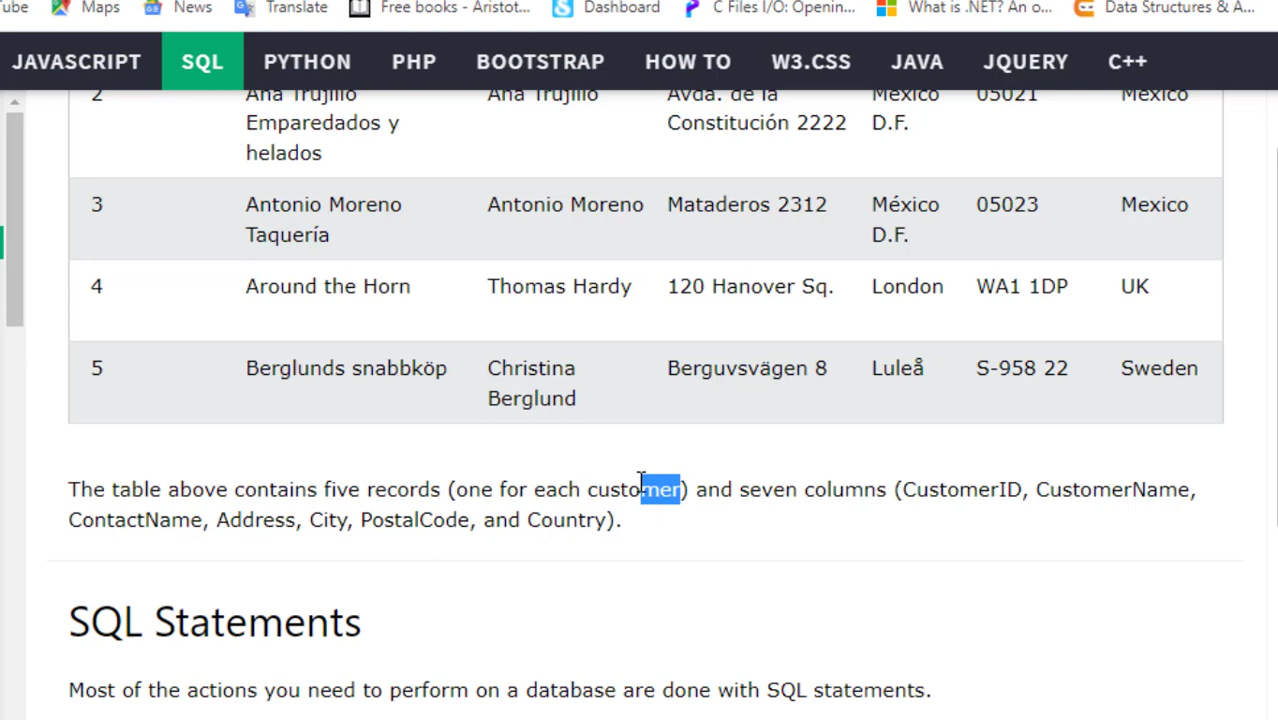 ube Maps News Translate Free books - Aristot... Dashboard C Files I/O: Openin... What is .NET? An o... Data Structures & A...
JAVASCRIPT SQL PYTHON PHP BOOTSTRAP HOW TO W3.CSS JAVA JQUERY C++
2 Ana Trujillo Ana Trujillo Avda. de la México 05021 Mexico
Emparedados y Constitución 2222 D.F.
helados
3 Antonio Moreno Antonio Moreno Mataderos 2312 México 05023 Mexico
Taquería D.F.
4 Around the Horn Thomas Hardy 120 Hanover Sq. London WA1 1DP UK
5 Berglunds snabbköp Christina Berguvsvägen 8 Luleå S-958 22 Sweden
Berglund
The table above contains five records (one for each customer) and seven columns (CustomerID, CustomerName,
ContactName, Address, City, PostalCode, and Country).
SQL Statements
Most of the actions you need to perform on a database are done with SQL statements.